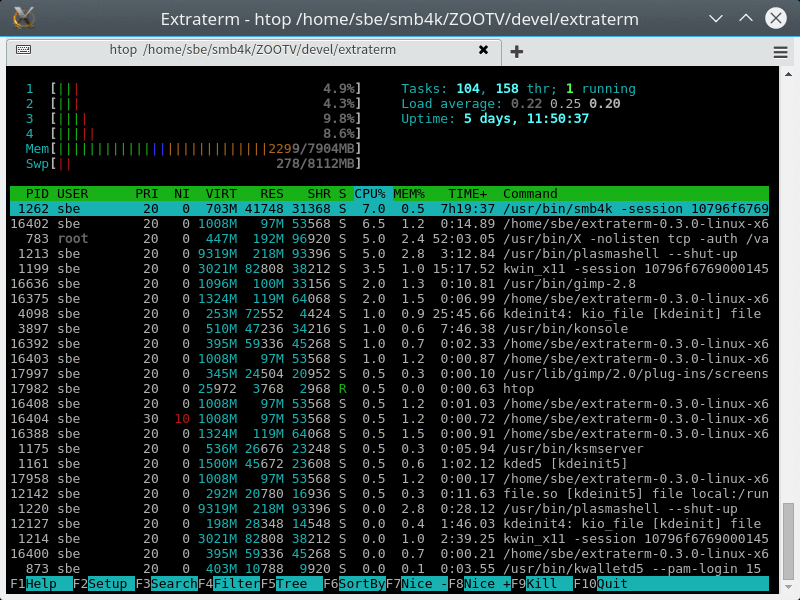 Extraterm - htop /home/sbe/smb4k/ZOOTV/devel/extraterm
htop /home/sbe/smb4k/ZOOTV/devel/extraterm
1 [||| 4.9%] Tasks: 104, 158 thr; 1 running
2 [||| 4.3%] Load average: 0.22 0.25 0.20
3 [|||| 9.8%] Uptime: 5 days, 11:50:37
4 [||||| 8.6%]
Mem[|||||||||||||||||||||||||||2299/7904MB]
Swp[|| 278/8112MB]
PID USER PRI NI VIRT RES SHR S CPU% MEM% TIME+ Command
1262 sbe 20 0 703M 41748 31368 S 7.0 0.5 7h19:37 /usr/bin/smb4k -session 10796f6769
16402 sbe 20 0 1008M 97M 53568 S 6.5 1.2 0:14.89 /home/sbe/extraterm-0.3.0-linux-x6
783 root 20 0 447M 192M 96920 S 5.0 2.4 52:03.05 /usr/bin/X -nolisten tcp -auth /va
1213 sbe 20 0 9319M 218M 93396 S 5.0 2.8 3:12.84 /usr/bin/plasmashell --shut-up
1199 sbe 20 0 3021M 82808 38212 S 3.5 1.0 15:17.52 kwin_x11 -session 10796f6769000145
16636 sbe 20 0 1096M 100M 33156 S 2.0 1.3 0:10.81 /usr/bin/gimp-2.8
16375 sbe 20 0 1324M 119M 64068 S 2.0 1.5 0:06.99 /home/sbe/extraterm-0.3.0-linux-x6
4098 sbe 20 0 253M 72552 4424 S 1.0 0.9 25:45.66 kdeinit4: kio_file [kdeinit] file
3897 sbe 20 0 510M 47236 34216 S 1.0 0.6 7:46.38 /usr/bin/konsole
16392 sbe 20 0 395M 59336 45268 S 1.0 0.7 0:02.33 /home/sbe/extraterm-0.3.0-linux-x6
16403 sbe 20 0 1008M 97M 53568 S 1.0 1.2 0:00.87 /home/sbe/extraterm-0.3.0-linux-x6
17997 sbe 20 0 345M 24504 20952 S 0.5 0.3 0:00.10 /usr/lib/gimp/2.0/plug-ins/screens
17982 sbe 20 0 25972 3768 2968 R 0.5 0.0 0:00.63 htop
16408 sbe 20 0 1008M 97M 53568 S 0.5 1.2 0:01.03 /home/sbe/extraterm-0.3.0-linux-x6
16404 sbe 30 10 1008M 97M 53568 S 0.5 1.2 0:00.72 /home/sbe/extraterm-0.3.0-linux-x6
16388 sbe 20 0 1324M 119M 64068 S 0.5 1.5 0:00.91 /home/sbe/extraterm-0.3.0-linux-x6
1175 sbe 20 0 536M 26676 23248 S 0.5 0.3 0:05.94 /usr/bin/ksmserver
1161 sbe 20 0 1500M 45672 23608 S 0.5 0.6 1:02.12 kded5 [kdeinit5]
17958 sbe 20 0 1008M 97M 53568 S 0.5 1.2 0:00.17 /home/sbe/extraterm-0.3.0-linux-x6
12142 sbe 20 0 292M 20780 16936 S 0.5 0.3 0:11.63 file.so [kdeinit5] file local:/run
1220 sbe 20 0 9319M 218M 93396 S 0.0 2.8 0:28.12 /usr/bin/plasmashell --shut-up
12127 sbe 20 0 198M 28348 14548 S 0.0 0.4 1:46.03 kdeinit4: kio_file [kdeinit] file
1214 sbe 20 0 3021M 82808 38212 S 0.0 1.0 2:39.25 kwin_x11 -session 10796f6769000145
16400 sbe 20 0 395M 59336 45268 S 0.0 0.7 0:00.21 /home/sbe/extraterm-0.3.0-linux-x6
873 sbe 20 0 403M 10788 9920 S 0.0 0.1 0:03.55 /usr/bin/kwalletd5 --pam-login 15
F1Help F2Setup F3SearchF4FilterF5Tree F6SortByF7Nice -F8Nice +F9Kill F10Quit